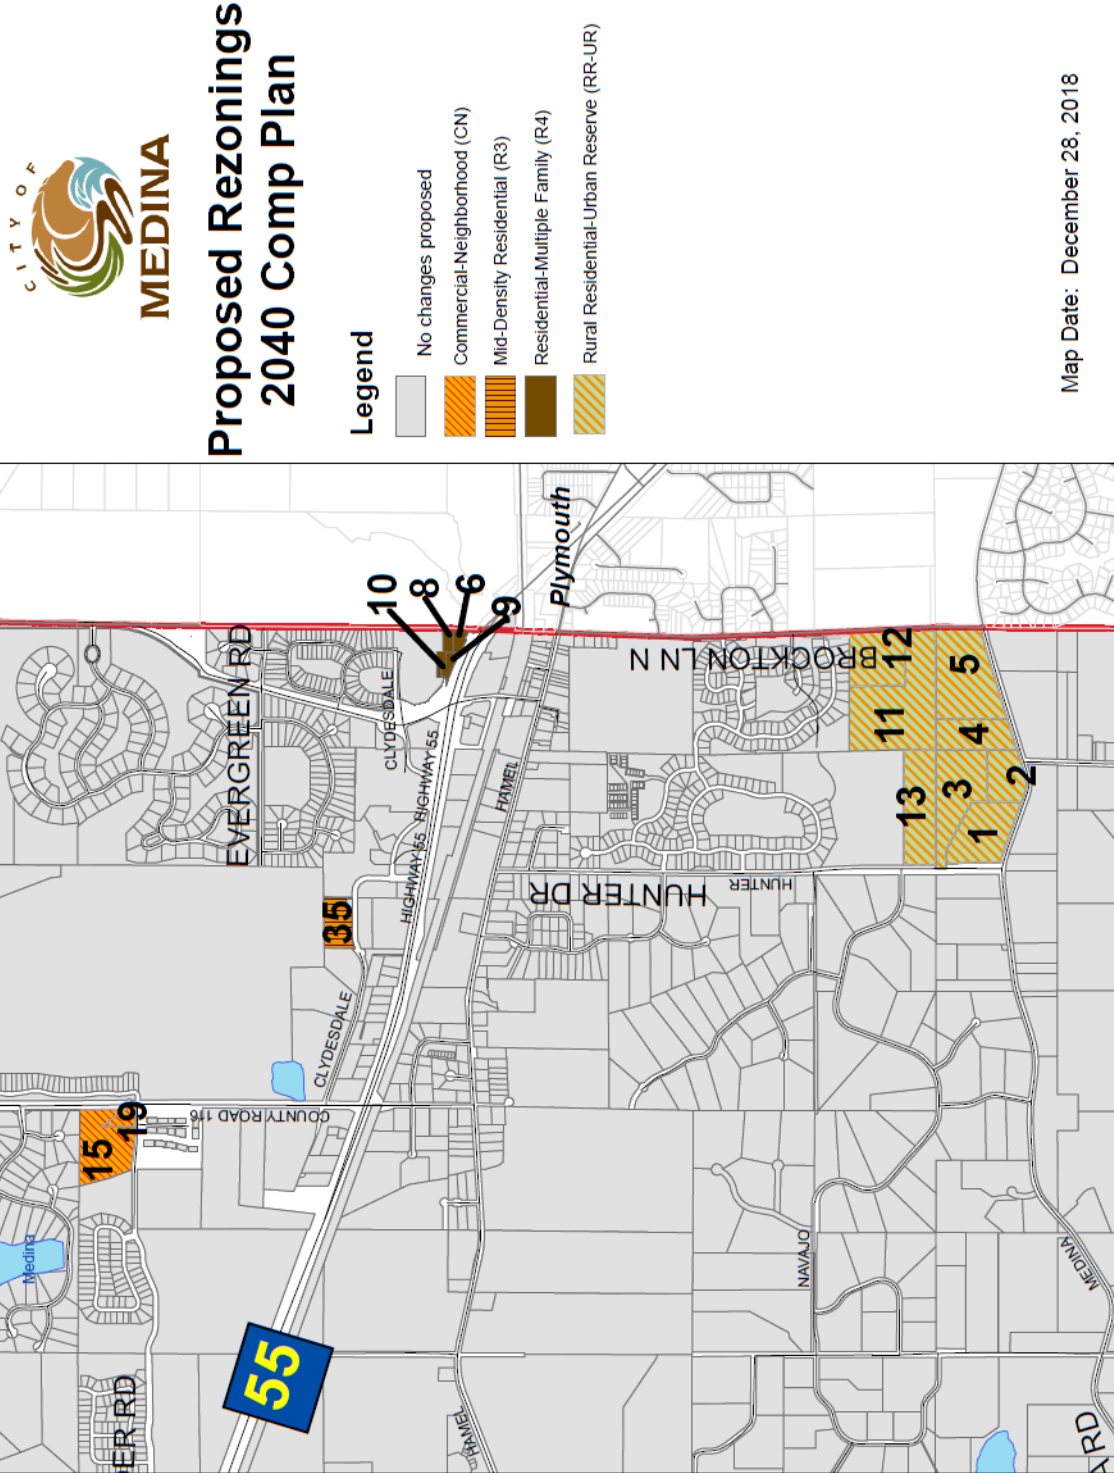 CITY OF
MEDINA
Proposed Rezonings
2040 Comp Plan
Legend
No changes proposed
Commercial-Neighborhood (CN)
Mid-Density Residential (R3)
Residential-Multiple Family (R4)
Rural Residential-Urban Reserve (RR-UR)
Map Date: December 28, 2018
10
8
6
9
Plymouth
EVERGREEN RD
CLYDESDALE
HIGHWAY 55
HIGHWAY 55
HAMEL
BROCKTON LN N
12
11
5
4
13
3
2
1
35
HUNTER DR
HUNTER
CLYDESDALE
COUNTY ROAD 116
19
15
Medina
55
NAVAJO
MEDINA
HAMEL
ER RD
ARD